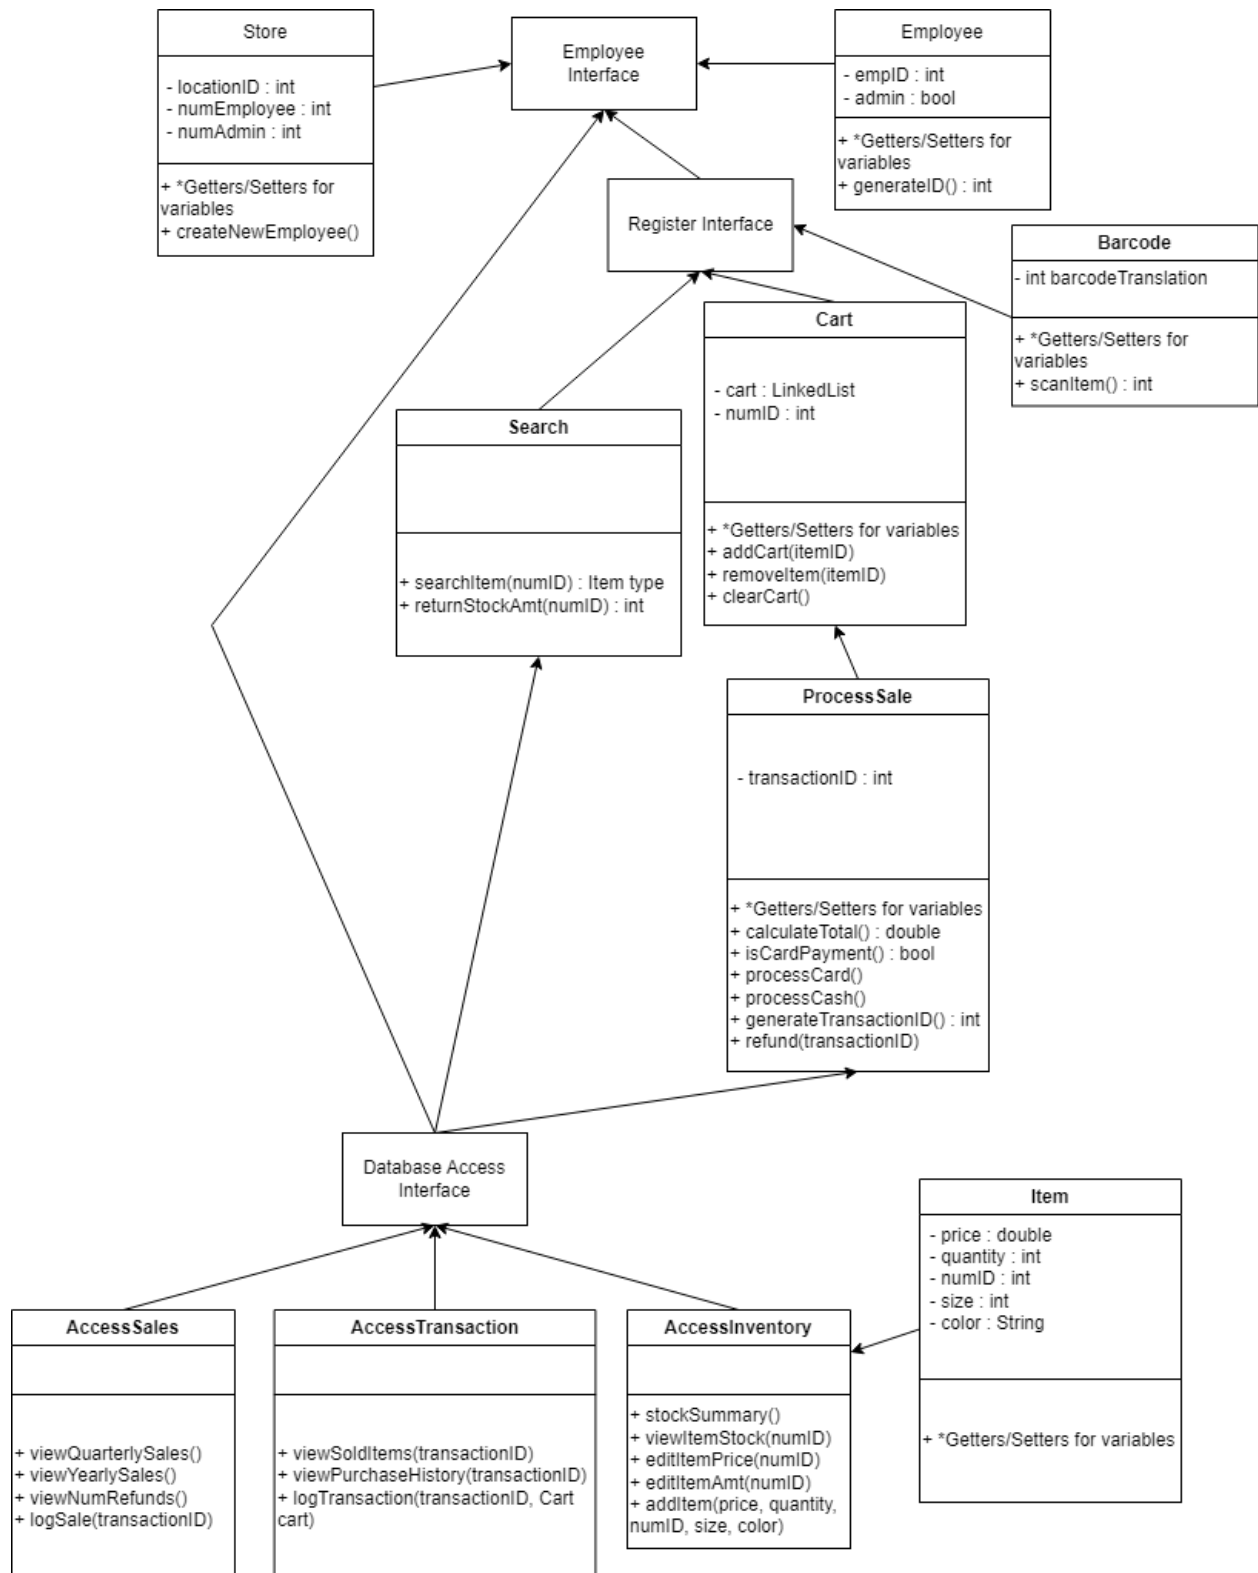 Store
- locationID : int
- numEmployee : int
- numAdmin : int
+ *Getters/Setters for
variables
+ createNewEmployee()
Employee
Interface
Employee
- empID : int
- admin : bool
+ *Getters/Setters for
variables
+ generateID() : int
Register Interface
Barcode
- int barcodeTranslation
+ *Getters/Setters for
variables
+ scanItem() : int
Cart
- cart : LinkedList
- numID : int
+ *Getters/Setters for variables
+ addCart(itemID)
+ removeItem(itemID)
+ clearCart()
Search
+ searchItem(numID) : Item type
+ returnStockAmt(numID) : int
ProcessSale
- transactionID : int
+ *Getters/Setters for variables
+ calculateTotal() : double
+ isCardPayment() : bool
+ processCard()
+ processCash()
+ generateTransactionID() : int
+ refund(transactionID)
Database Access
Interface
Item
- price : double
- quantity : int
- numID : int
- size : int
- color : String
+ *Getters/Setters for variables
AccessSales
+ viewQuarterlySales()
+ viewYearlySales()
+ viewNumRefunds()
+ logSale(transactionID)
AccessTransaction
+ viewSoldItems(transactionID)
+ viewPurchaseHistory(transactionID)
+ logTransaction(transactionID, Cart
cart)
AccessInventory
+ stockSummary()
+ viewItemStock(numID)
+ editItemPrice(numID)
+ editItemAmt(numID)
+ addItem(price, quantity,
numID, size, color)